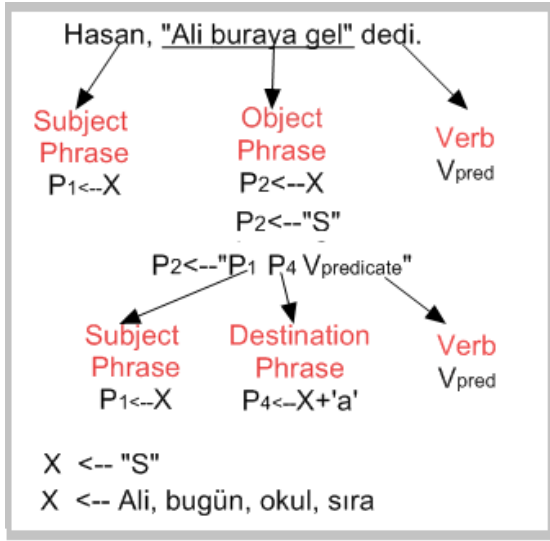 Hasan, "Ali buraya gel" dedi.
Subject Object
Phrase Phrase Verb
P1<--X P2<--X Vpred
P2<--"S"
P2<--"P1 P4 Vpredicate"
Subject Destination Verb
Phrase Phrase Vpred
P1<--X P4<--X+'a'
X <-- "S"
X <-- Ali, bugün, okul, sıra